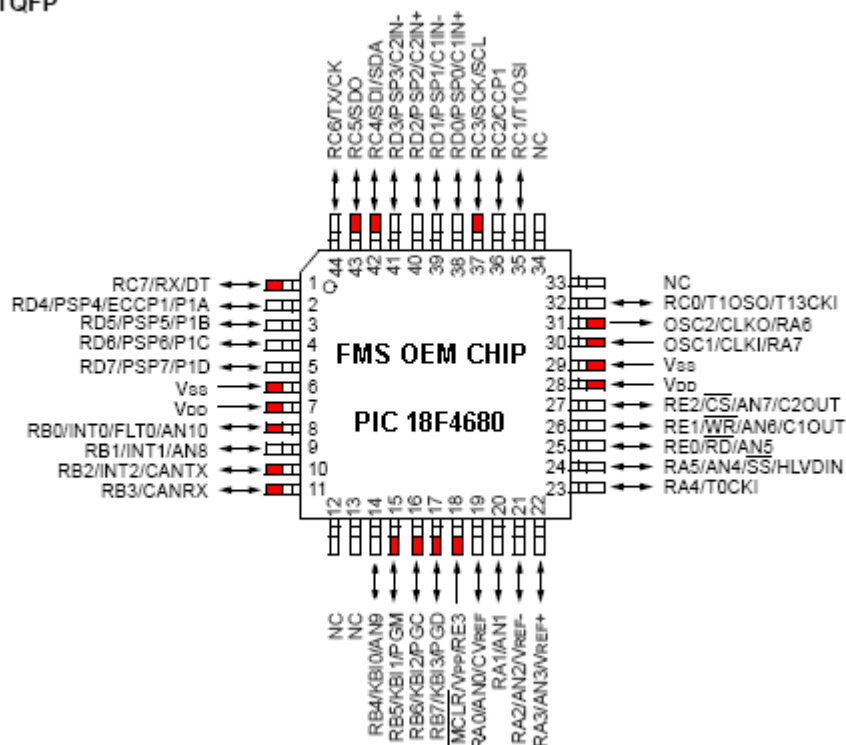 TQFP
RC6/TX/CK
RC5/SDO
RC4/SDI/SDA
RD3/PSP3/C2IN-
RD2/PSP2/C2IN+
RD1/PSP1/C1IN-
RD0/PSP0/C1IN+
RC3/SCK/SCL
RC2/CCP1
RC1/T1OSI
NC
44
43
42
41
40
39
38
37
36
35
34
RC7/RX/DT 1
RD4/PSP4/ECCP1/P1A 2
RD5/PSP5/P1B 3
RD6/PSP6/P1C 4
RD7/PSP7/P1D 5
VSS 6
VDD 7
RB0/INT0/FLT0/AN10 8
RB1/INT1/AN8 9
RB2/INT2/CANTX 10
RB3/CANRX 11
FMS OEM CHIP
PIC 18F4680
33 NC
32 RC0/T1OSO/T13CKI
31 OSC2/CLKO/RA6
30 OSC1/CLKI/RA7
29 VSS
28 VDD
27 RE2/CS/AN7/C2OUT
26 RE1/WR/AN6/C1OUT
25 RE0/RD/AN5
24 RA5/AN4/SS/HLVDIN
23 RA4/T0CKI
12
13
14
15
16
17
18
19
20
21
22
NC
NC
RB4/KBI0/AN9
RB5/KBI1/PGM
RB6/KBI2/PGC
RB7/KBI3/PGD
MCLR/VPP/RE3
RA0/AN0/CVREF
RA1/AN1
RA2/AN2/VREF-
RA3/AN3/VREF+